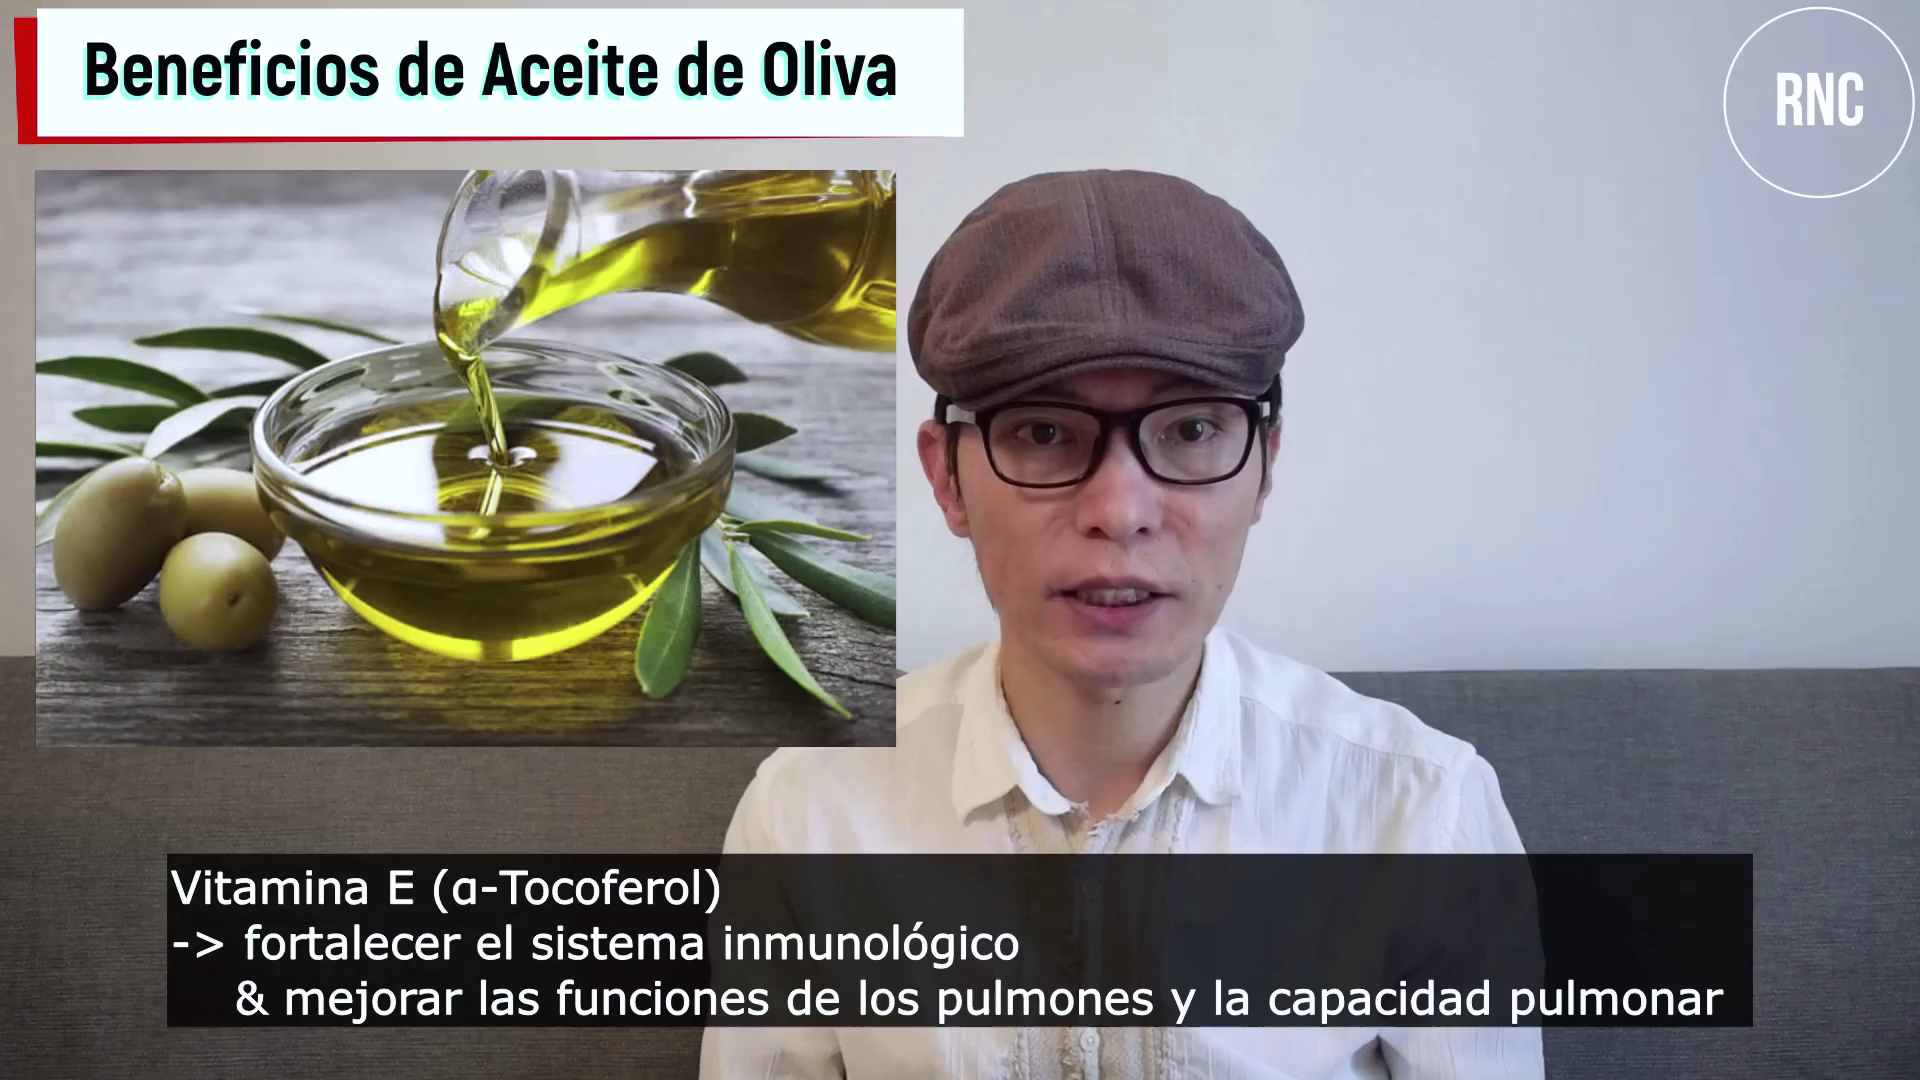 Beneficios de Aceite de Oliva
RNC
Vitamina E (α-Tocoferol)
-> fortalecer el sistema inmunológico
& mejorar las funciones de los pulmones y la capacidad pulmonar